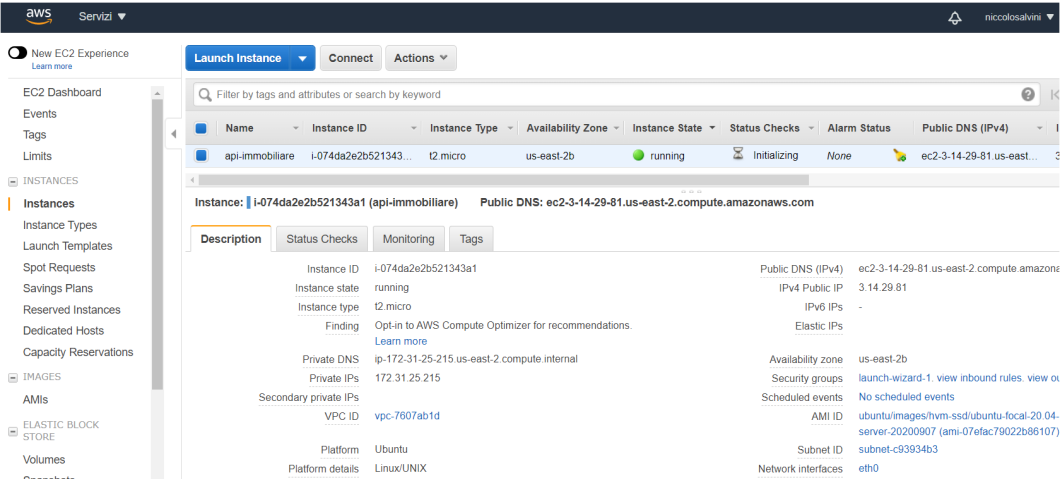 aws Servizi niccolosalvini
New EC2 Experience
Learn more
EC2 Dashboard
Events
Tags
Limits
INSTANCES
Instances
Instance Types
Launch Templates
Spot Requests
Savings Plans
Reserved Instances
Dedicated Hosts
Capacity Reservations
IMAGES
AMIs
ELASTIC BLOCK
STORE
Volumes
Launch Instance Connect Actions
Filter by tags and attributes or search by keyword
Name Instance ID Instance Type Availability Zone Instance State Status Checks Alarm Status Public DNS (IPv4)
api-immobiliare i-074da2e2b521343... t2.micro us-east-2b running Initializing None ec2-3-14-29-81.us-east...
Instance: i-074da2e2b521343a1 (api-immobiliare) Public DNS: ec2-3-14-29-81.us-east-2.compute.amazonaws.com
Description Status Checks Monitoring Tags
Instance ID i-074da2e2b521343a1 Public DNS (IPv4) ec2-3-14-29-81.us-east-2.compute.amazona
Instance state running IPv4 Public IP 3.14.29.81
Instance type t2.micro IPv6 IPs -
Finding Opt-in to AWS Compute Optimizer for recommendations. Elastic IPs
Learn more
Private DNS ip-172-31-25-215.us-east-2.compute.internal Availability zone us-east-2b
Private IPs 172.31.25.215 Security groups launch-wizard-1. view inbound rules. view ou
Secondary private IPs Scheduled events No scheduled events
VPC ID vpc-7607ab1d AMI ID ubuntu/images/hvm-ssd/ubuntu-focal-20.04-
server-20200907 (ami-07efac79022b86107)
Platform Ubuntu Subnet ID subnet-c93934b3
Platform details Linux/UNIX Network interfaces eth0